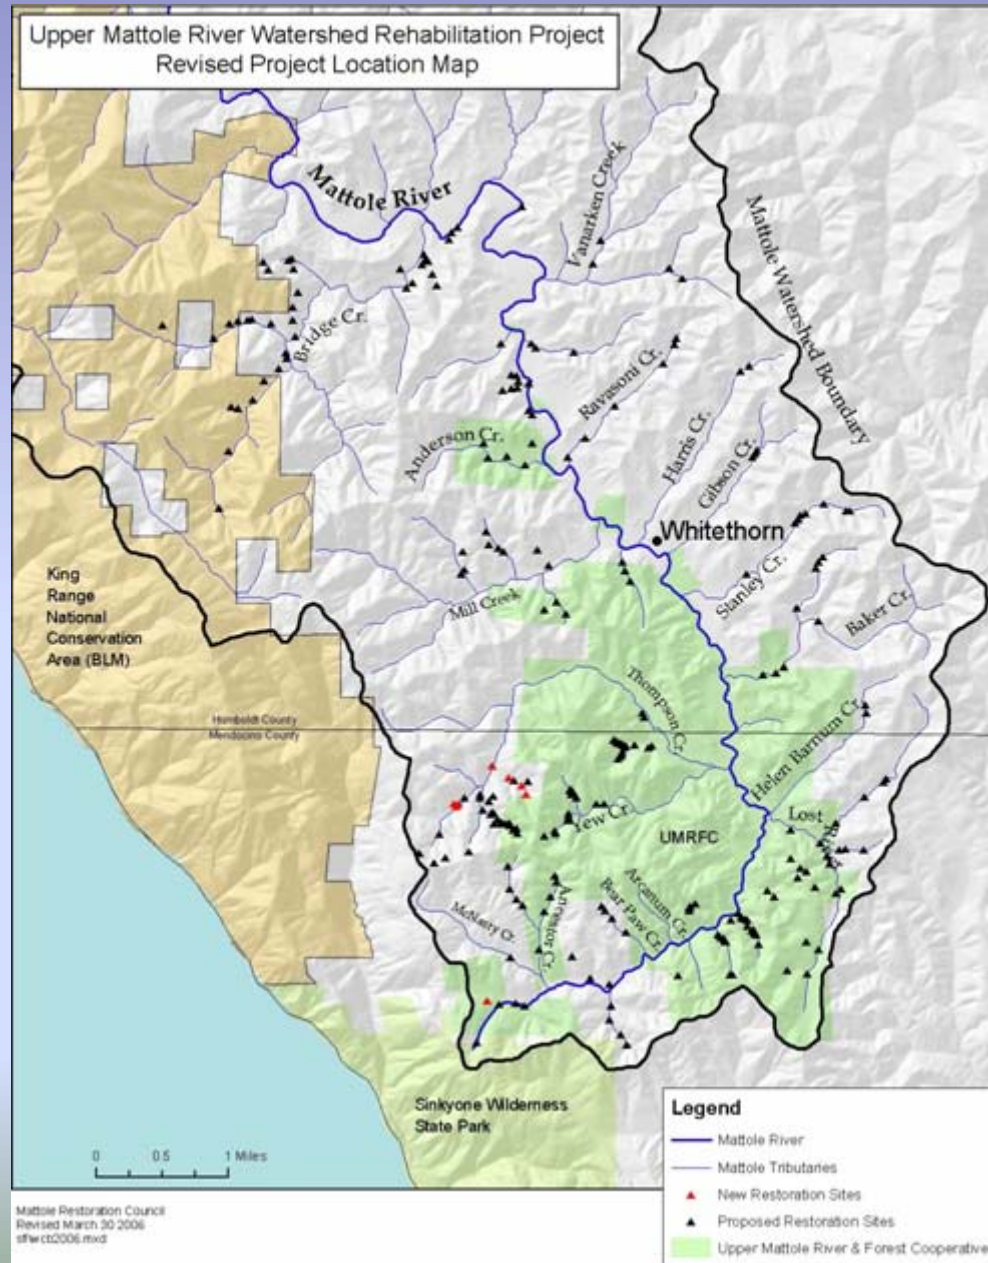 Upper Mattole River Watershed Rehabilitation Project
Revised Project Location Map
Mattole River
Vanarken Creek
Mattole Watershed Boundary
Bridge Cr.
Ravasoni Cr.
Anderson Cr.
Harris Cr.
Gibson Cr.
Whitethorn
Stanley Cr.
Mill Creek
Baker Cr.
King
Range
National
Conservation
Area (BLM)
Thompson Cr.
Humboldt County
Mendocino County
Helen Barnum Cr.
Lost River
Yew Cr.
UMRFC
Arcanum Cr.
Bear Paw Cr.
Ancestor Cr.
McNasty Cr.
Sinkyone Wilderness
State Park
0 0.5 1 Miles
Legend
Mattole River
Mattole Tributaries
New Restoration Sites
Proposed Restoration Sites
Upper Mattole River & Forest Cooperative
Mattole Restoration Council
Revised March 30 2006